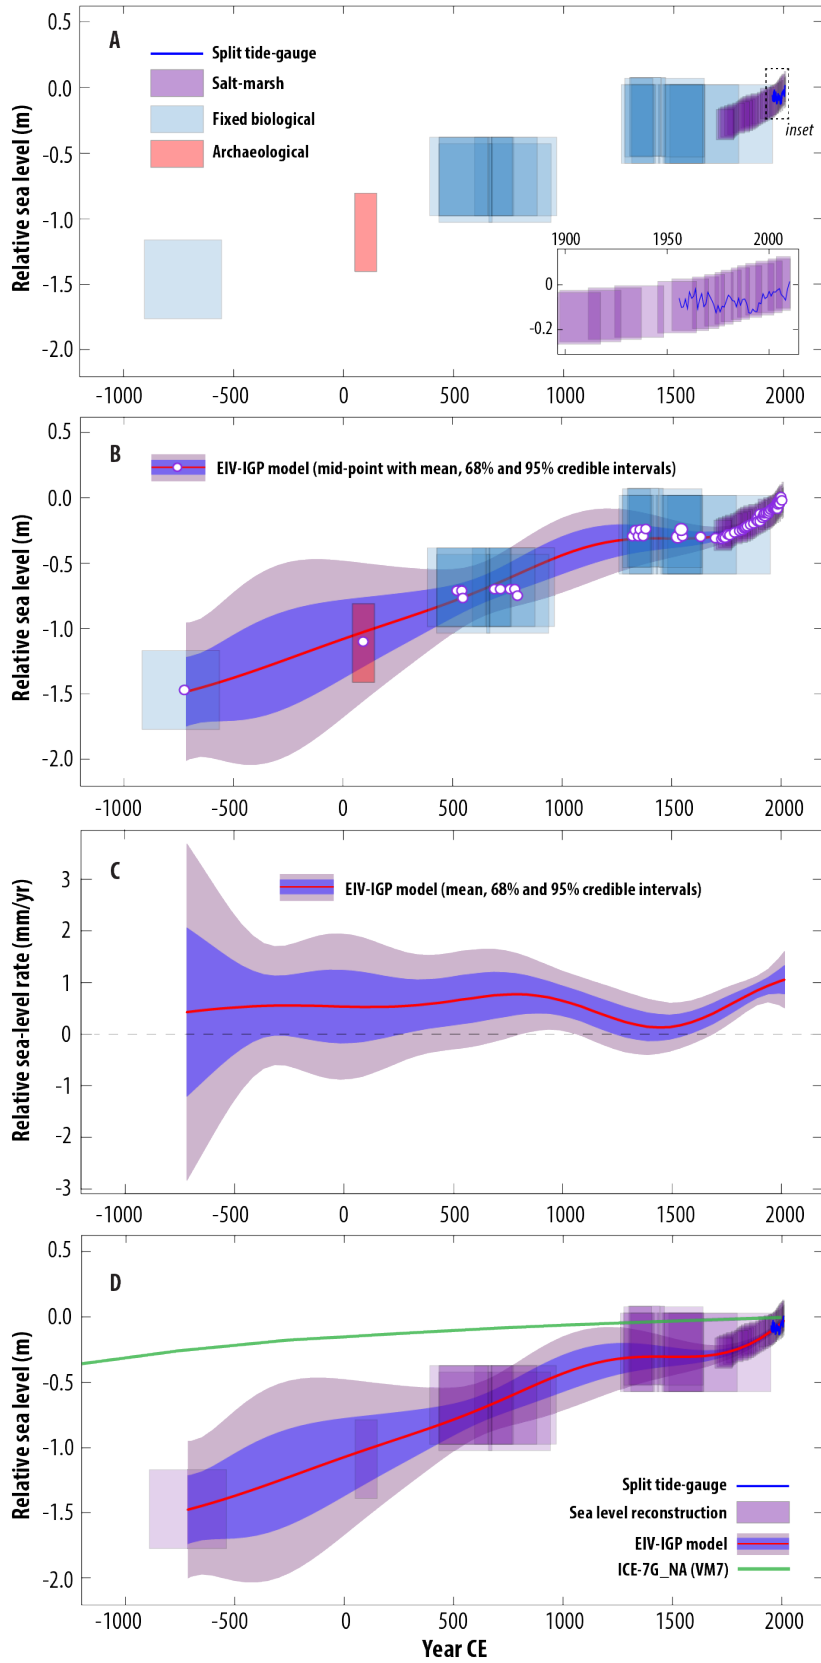 A
Split tide-gauge
Salt-marsh
Fixed biological
Archaeological
Relative sea level (m)
0.5
0.0
-0.5
-1.0
-1.5
-2.0
inset
1900 1950 2000
0
-0.2
-1000 -500 0 500 1000 1500 2000
B
EIV-IGP model (mid-point with mean, 68% and 95% credible intervals)
Relative sea level (m)
0.5
0.0
-0.5
-1.0
-1.5
-2.0
-1000 -500 0 500 1000 1500 2000
C
EIV-IGP model (mean, 68% and 95% credible intervals)
Relative sea-level rate (mm/yr)
3
2
1
0
-1
-2
-3
-1000 -500 0 500 1000 1500 2000
D
Relative sea level (m)
0.5
0.0
-0.5
-1.0
-1.5
-2.0
Split tide-gauge
Sea level reconstruction
EIV-IGP model
ICE-7G_NA (VM7)
-1000 -500 0 500 1000 1500 2000
Year CE